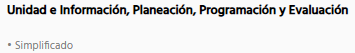 Unidad e Información, Planeación, Programación y Evaluación
• Simplificado